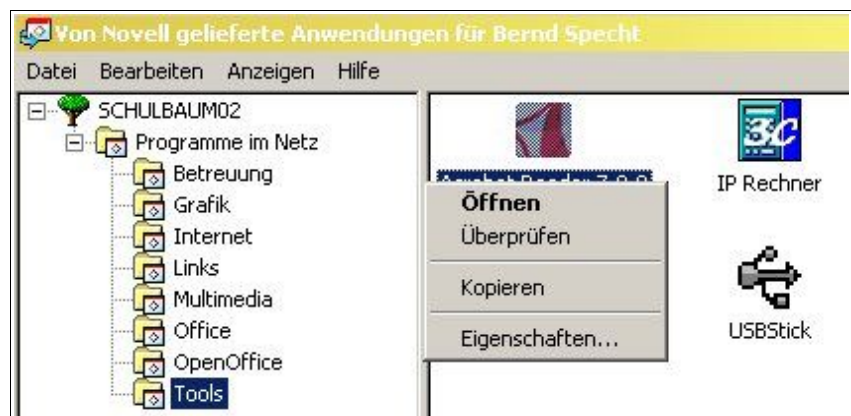 Von Novell gelieferte Anwendungen für Bernd Specht
Datei Bearbeiten Anzeigen Hilfe
SCHULBAUM02
Programme im Netz
Betreuung
Grafik
Internet
Links
Multimedia
Office
OpenOffice
Tools
3C
IP Rechner
Öffnen
Überprüfen
Kopieren
Eigenschaften...
USBStick